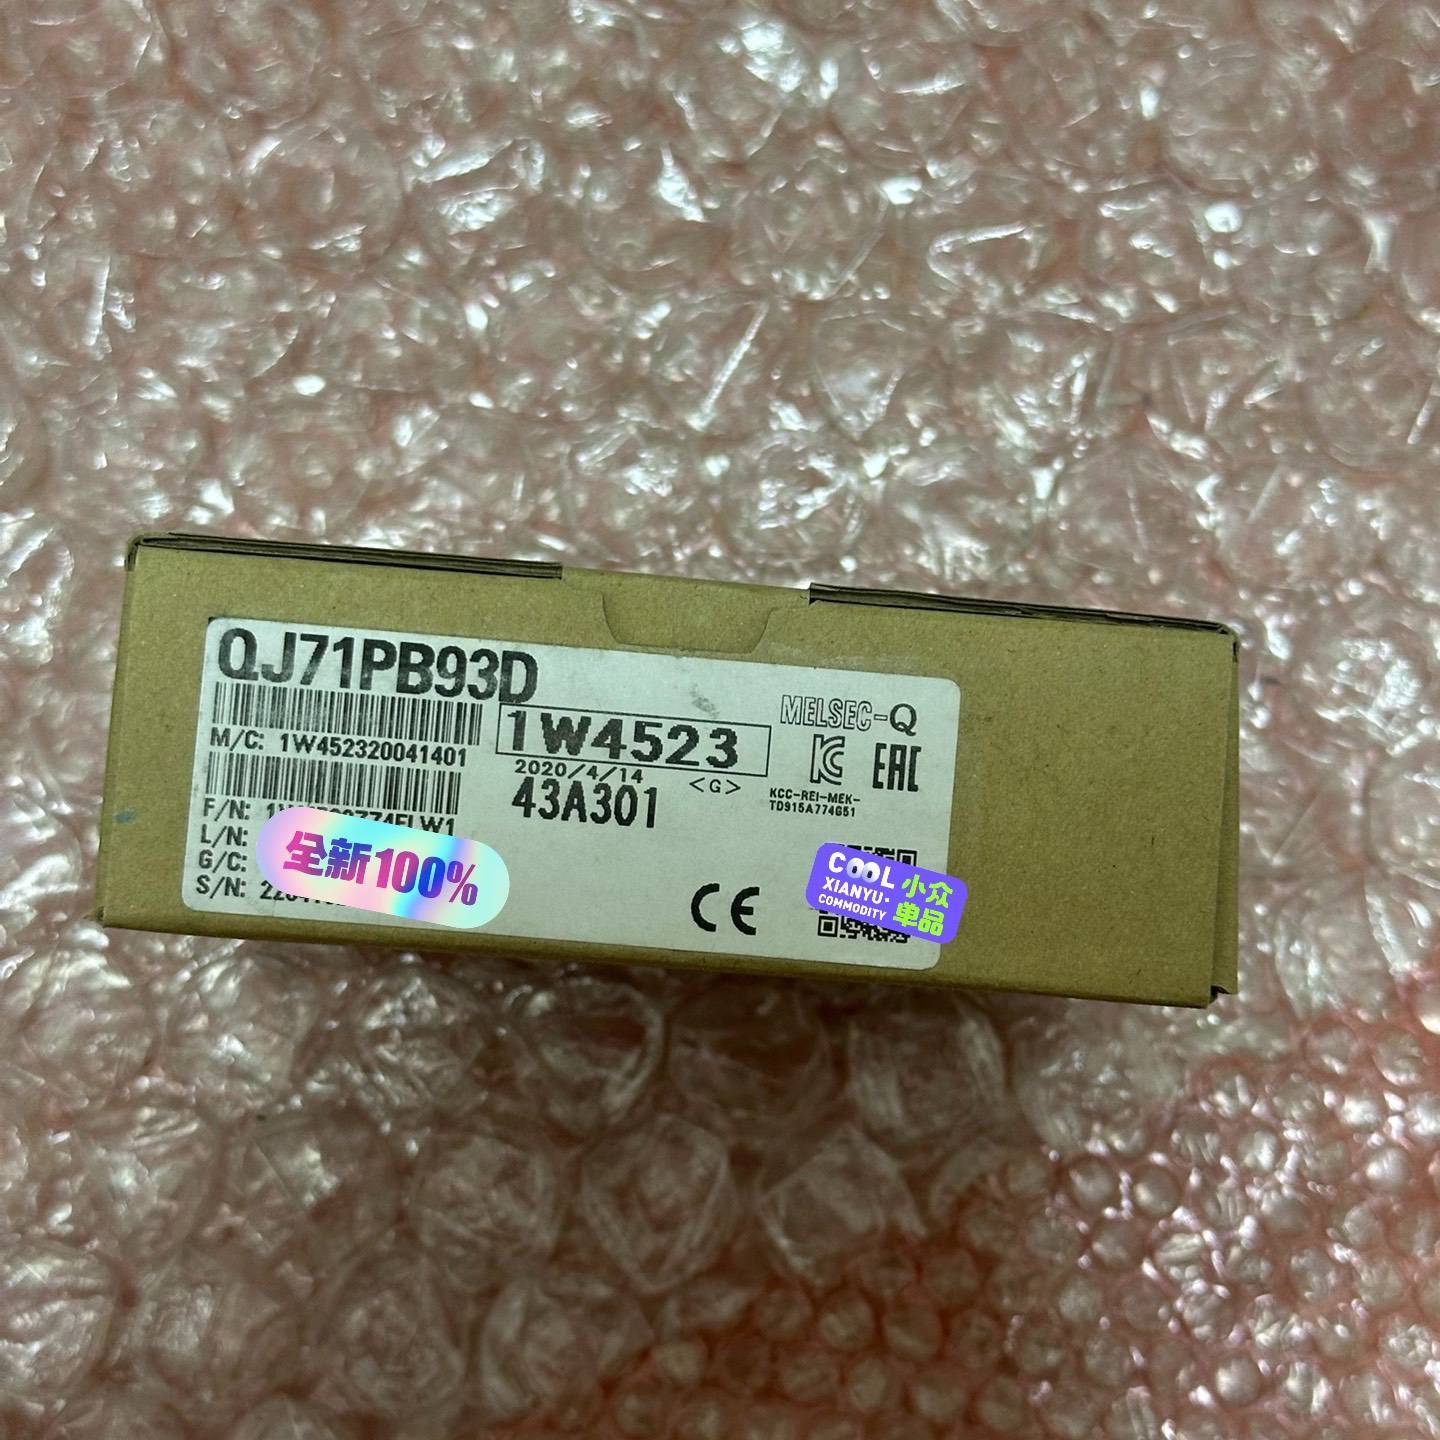 QJ71PB93D
M/C: 1W452320041401
1W4523
2020/4/14
<G>
43A301
MELSEC-Q
EAC
KCC-REI-MEK-
TD915A774G51
F/N:
L/N:
G/C:
S/N:
全新100%
CE
COOL
XIANYU·
COMMODITY
小众
单品